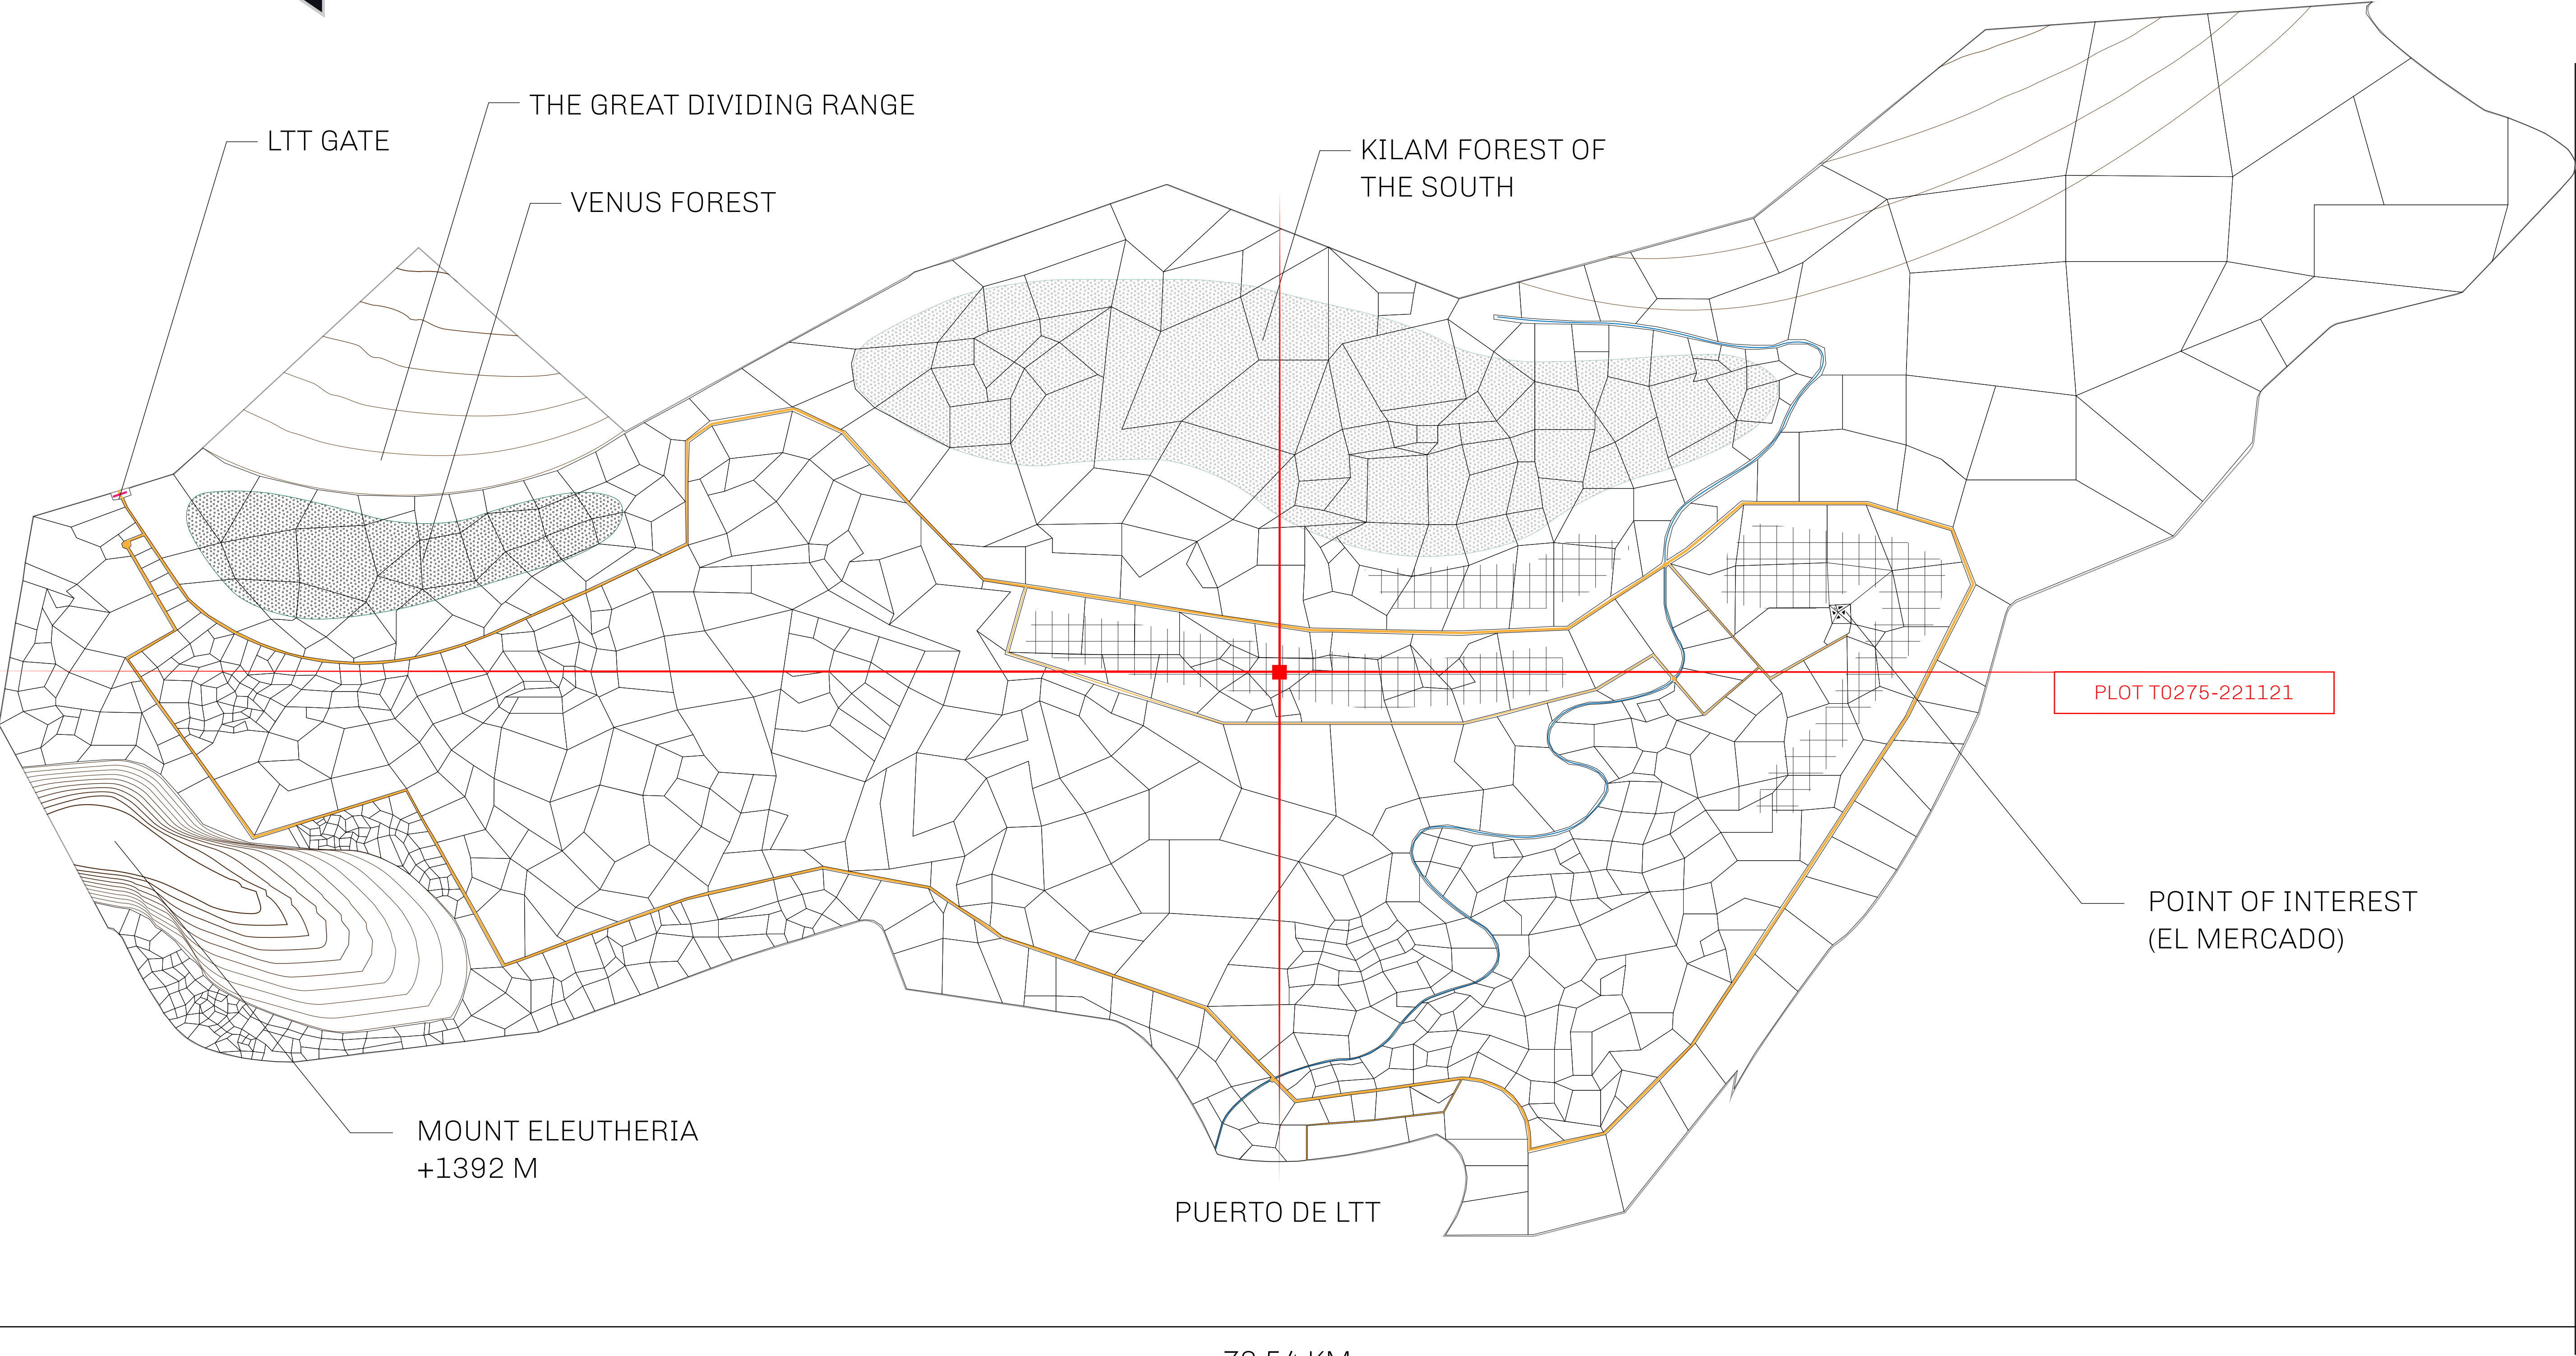 THE GREAT DIVIDING RANGE
LTT GATE
VENUS FOREST
KILAM FOREST OF
THE SOUTH
PLOT T0275-221121
POINT OF INTEREST
(EL MERCADO)
MOUNT ELEUTHERIA
+1392 M
PUERTO DE LTT
KM